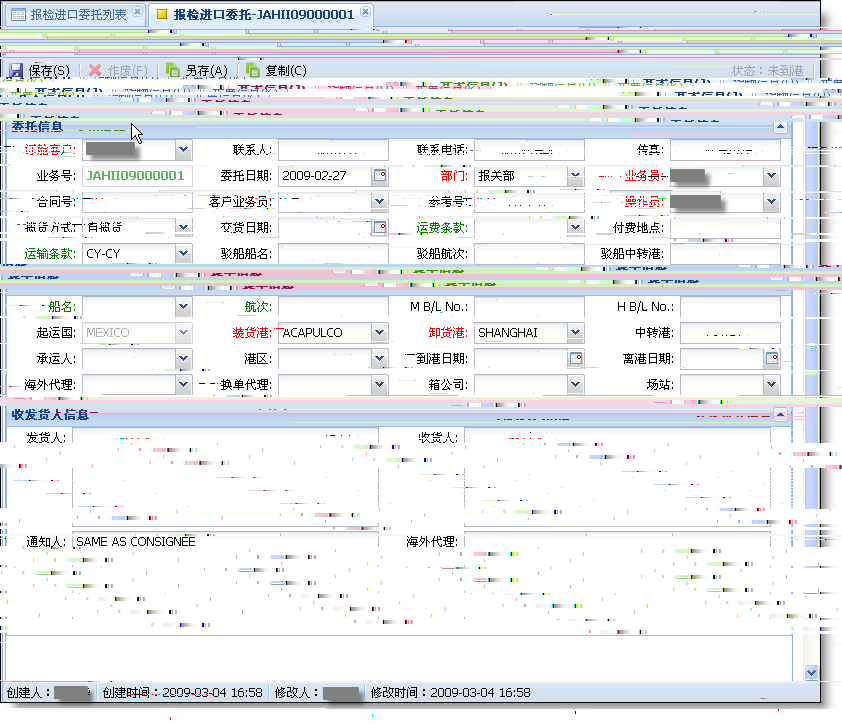 报检进口委托列表 报检进口委托-JAHII09000001
保存(S) 作废(F) 另存(A) 复制(C) 状态：未到港
委托信息
订舱客户: 联系人: 联系电话: 传真:
业务号: JAHII09000001 委托日期: 2009-02-27 部门: 报关部 业务员:
合同号: 客户业务员: 参考号: 操作员:
交货日期: 运费条款: 付费地点:
运输条款: CY-CY 驳船船名: 驳船航次: 驳船中转港:
船名: 航次: M B/L No.: H B/L No.:
起运国: MEXICO 装货港: ACAPULCO 卸货港: SHANGHAI 中转港:
承运人: 港区: 到港日期: 离港日期:
海外代理: 换单代理: 箱公司: 场站:
收发货人信息
发货人: 收货人:
通知人: SAME AS CONSIGNEE 海外代理:
创建人： 创建时间：2009-03-04 16:58 修改人： 修改时间：2009-03-04 16:58